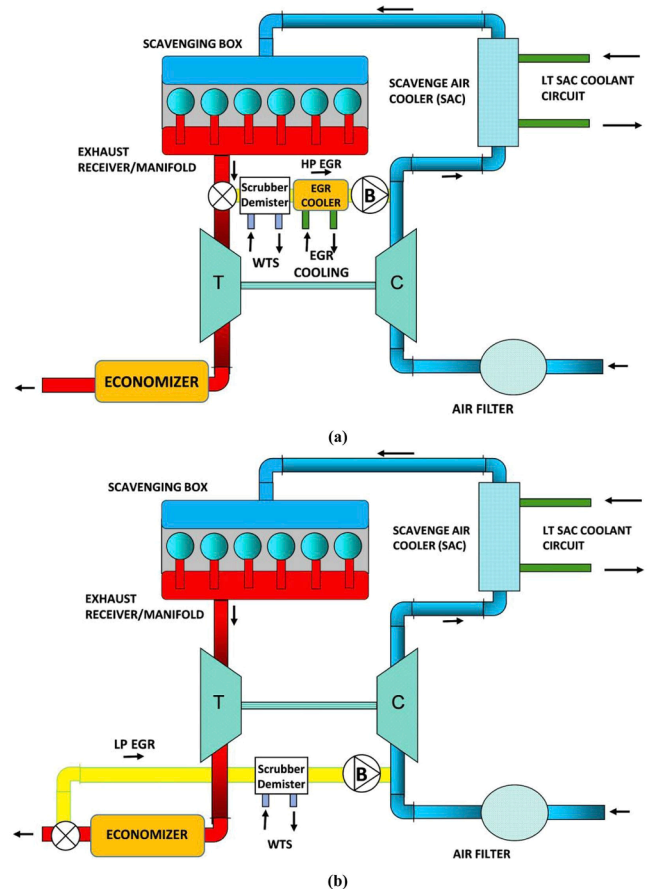 SCAVENGING BOX
SCAVENGE AIR
COOLER (SAC)
LT SAC COOLANT
CIRCUIT
EXHAUST
RECEIVER/MANIFOLD
HP EGR
Scrubber
Demister
EGR
COOLER
B
WTS
EGR
COOLING
T
C
ECONOMIZER
AIR FILTER
(a)
SCAVENGING BOX
SCAVENGE AIR
COOLER (SAC)
LT SAC COOLANT
CIRCUIT
EXHAUST
RECEIVER/MANIFOLD
T
C
LP EGR
Scrubber
Demister
B
WTS
ECONOMIZER
AIR FILTER
(b)